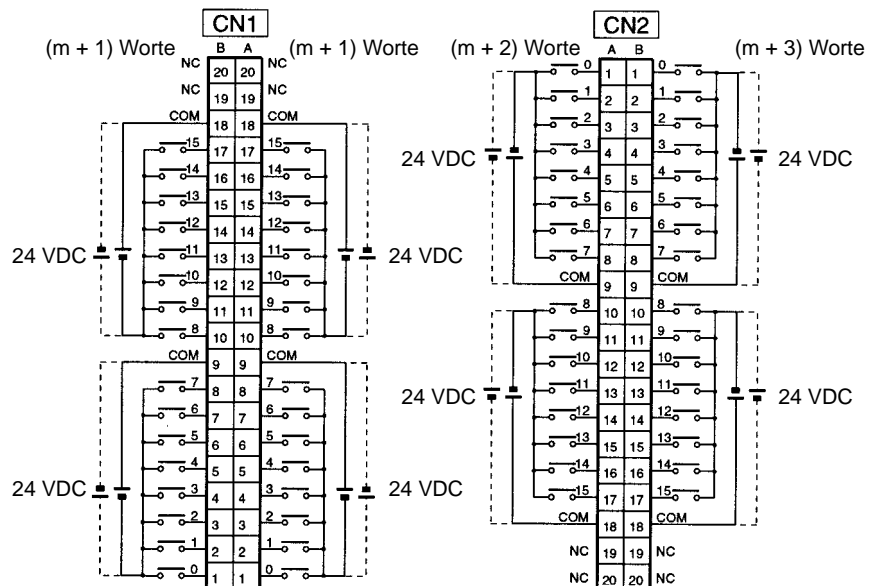 CN1
(m + 1) Worte B A (m + 1) Worte
NC 20 20 NC
NC 19 19 NC
COM 18 18 COM
15 17 17 15
14 16 16 14
13 15 15 13
12 14 14 12
24 VDC 11 13 13 11 24 VDC
10 12 12 10
9 11 11 9
8 10 10 8
COM 9 9 COM
7 8 8 7
6 7 7 6
5 6 6 5
4 5 5 4
24 VDC 3 4 4 3 24 VDC
2 3 3 2
1 2 2 1
0 1 1 0
CN2
(m + 2) Worte A B (m + 3) Worte
0 1 1 0
1 2 2 1
2 3 3 2
24 VDC 3 4 4 3 24 VDC
4 5 5 4
5 6 6 5
6 7 7 6
7 8 8 7
COM 9 9 COM
8 10 10 8
9 11 11 9
10 12 12 10
24 VDC 11 13 13 11 24 VDC
12 14 14 12
13 15 15 13
14 16 16 14
15 17 17 15
COM 18 18 COM
NC 19 19 NC
NC 20 20 NC